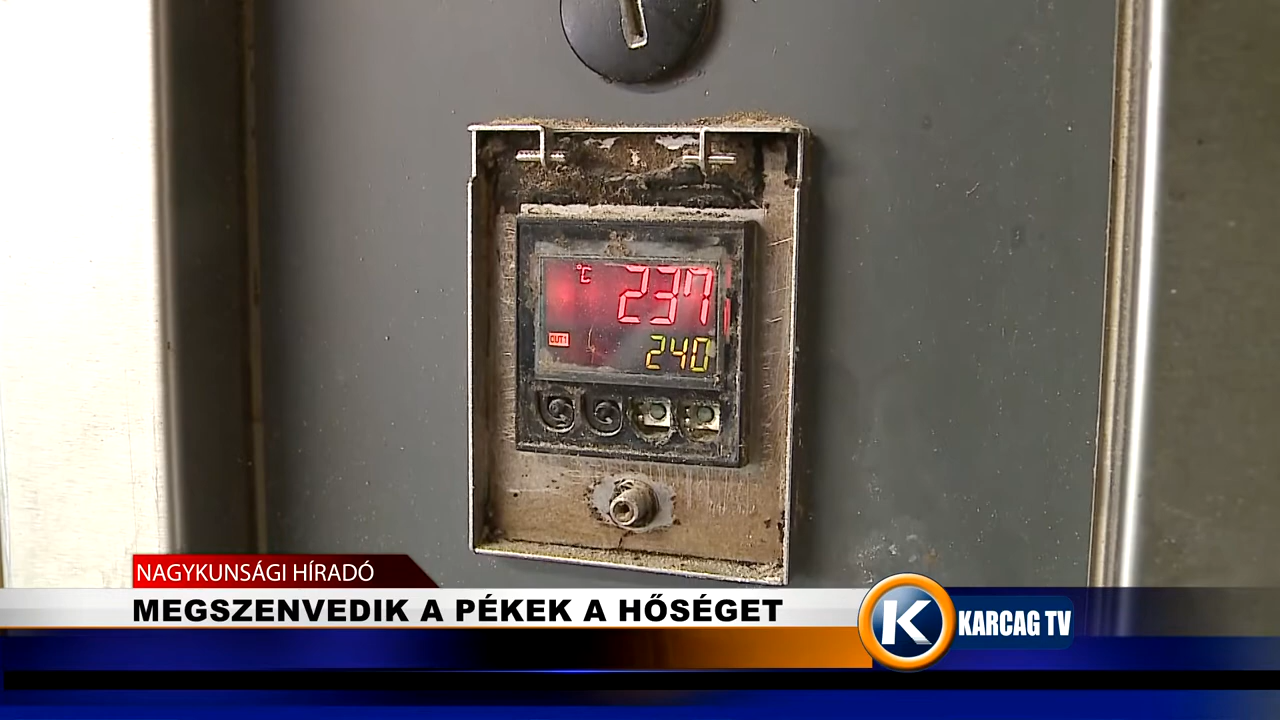 °C 237
OUT1
240
NAGYKUNSÁGI HÍRADÓ
MEGSZENVEDIK A PÉKEK A HŐSÉGET
K KARCAG TV